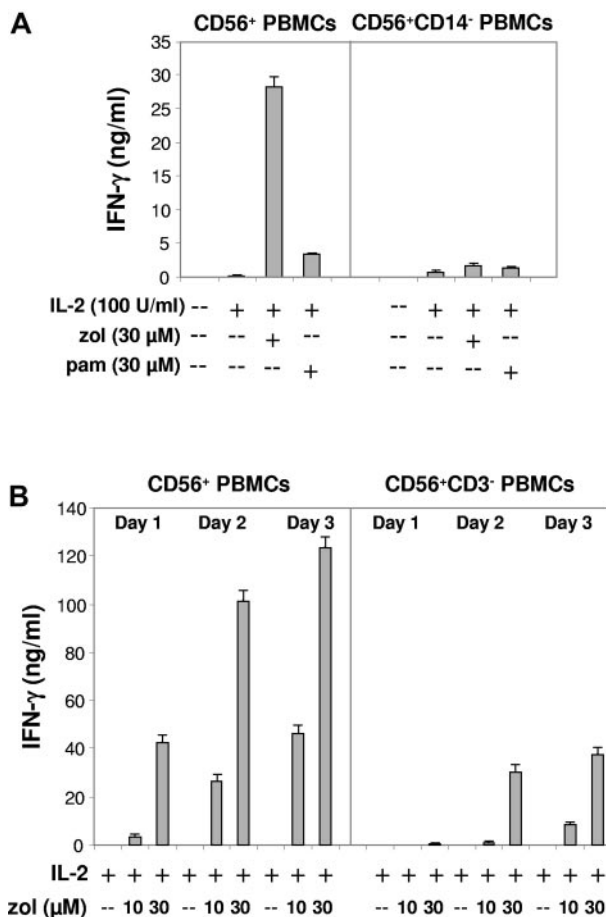 A
CD56⁺ PBMCs CD56⁺CD14⁻ PBMCs
IFN-γ (ng/ml)
35
30
25
20
15
10
5
0
IL-2 (100 U/ml) -- + + + -- + + +
zol (30 µM) -- -- + -- -- -- + --
pam (30 µM) -- -- -- + -- -- -- +
B
CD56⁺ PBMCs CD56⁺CD3⁻ PBMCs
Day 1 Day 2 Day 3 Day 1 Day 2 Day 3
IFN-γ (ng/ml)
140
120
100
80
60
40
20
0
IL-2 + + + + + + + + + + + + + + + + + +
zol (µM) -- 10 30 -- 10 30 -- 10 30 -- 10 30 -- 10 30 -- 10 30